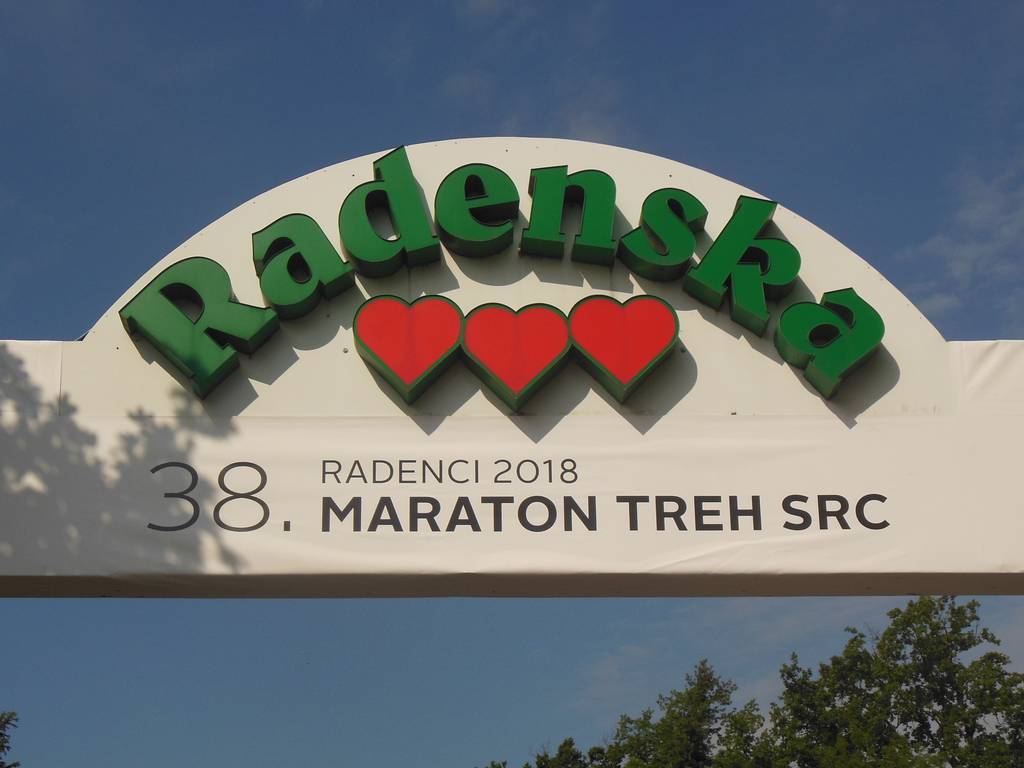 Radenska
38. RADENCI 2018
MARATON TREH SRC